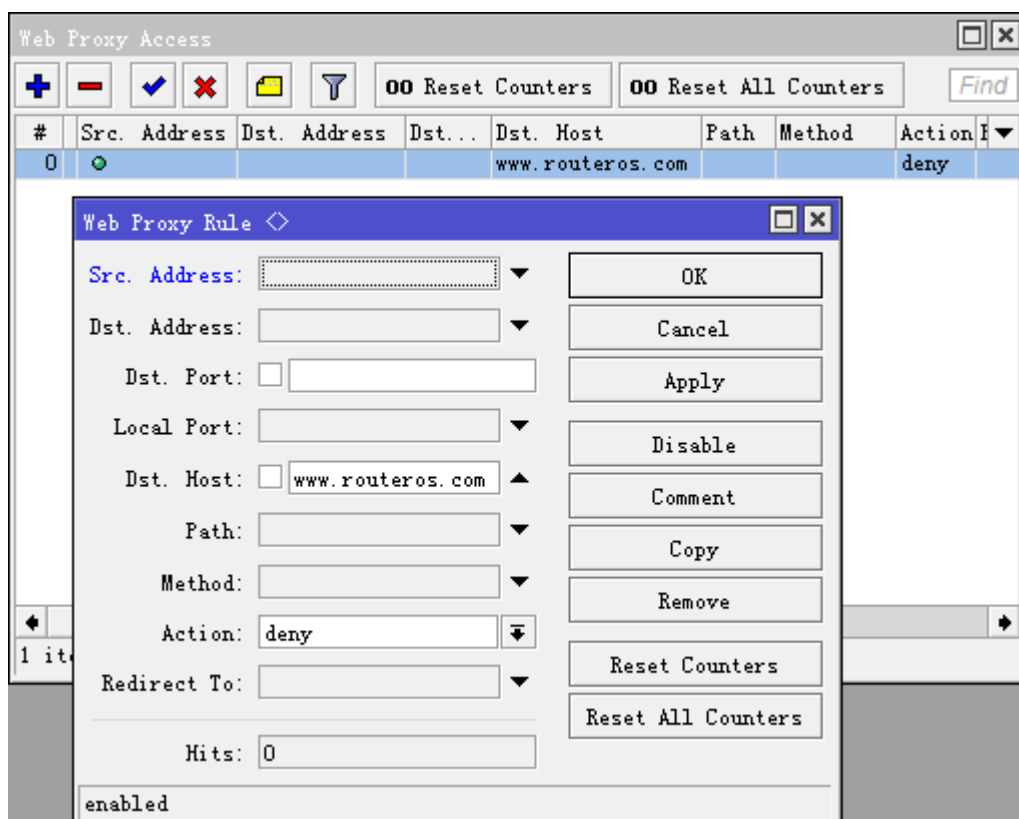 Web Proxy Access
00 Reset Counters 00 Reset All Counters Find
# Src. Address Dst. Address Dst... Dst. Host Path Method Action
0 www.routeros.com deny
Web Proxy Rule <>
Src. Address: OK
Dst. Address: Cancel
Dst. Port: Apply
Local Port:
Disable
Dst. Host: www.routeros.com
Comment
Path:
Copy
Method:
Remove
Action: deny
Reset Counters
Redirect To:
Reset All Counters
Hits: 0
1
enabled